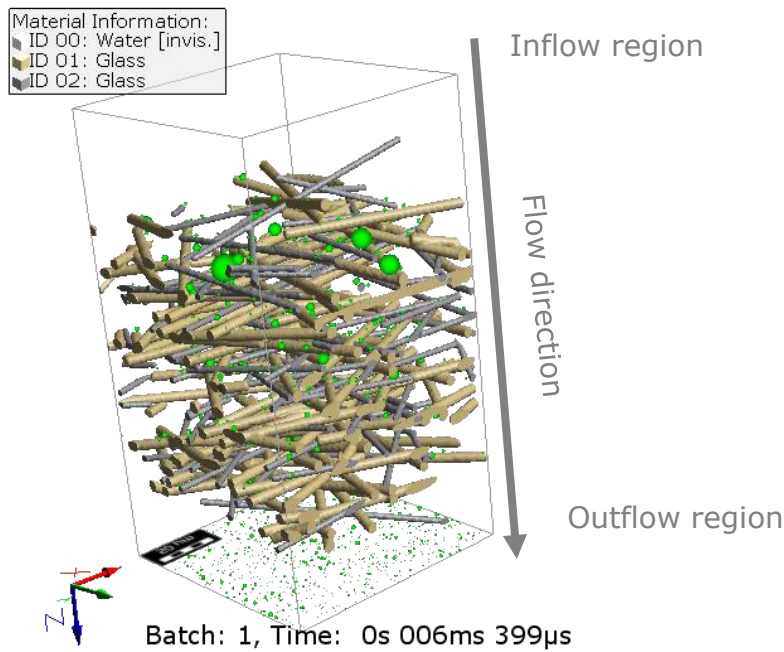 Material Information:
ID 00: Water [invis.]
ID 01: Glass
ID 02: Glass
Inflow region
Flow direction
Outflow region
X
Z
Batch: 1, Time: 0s 006ms 399µs